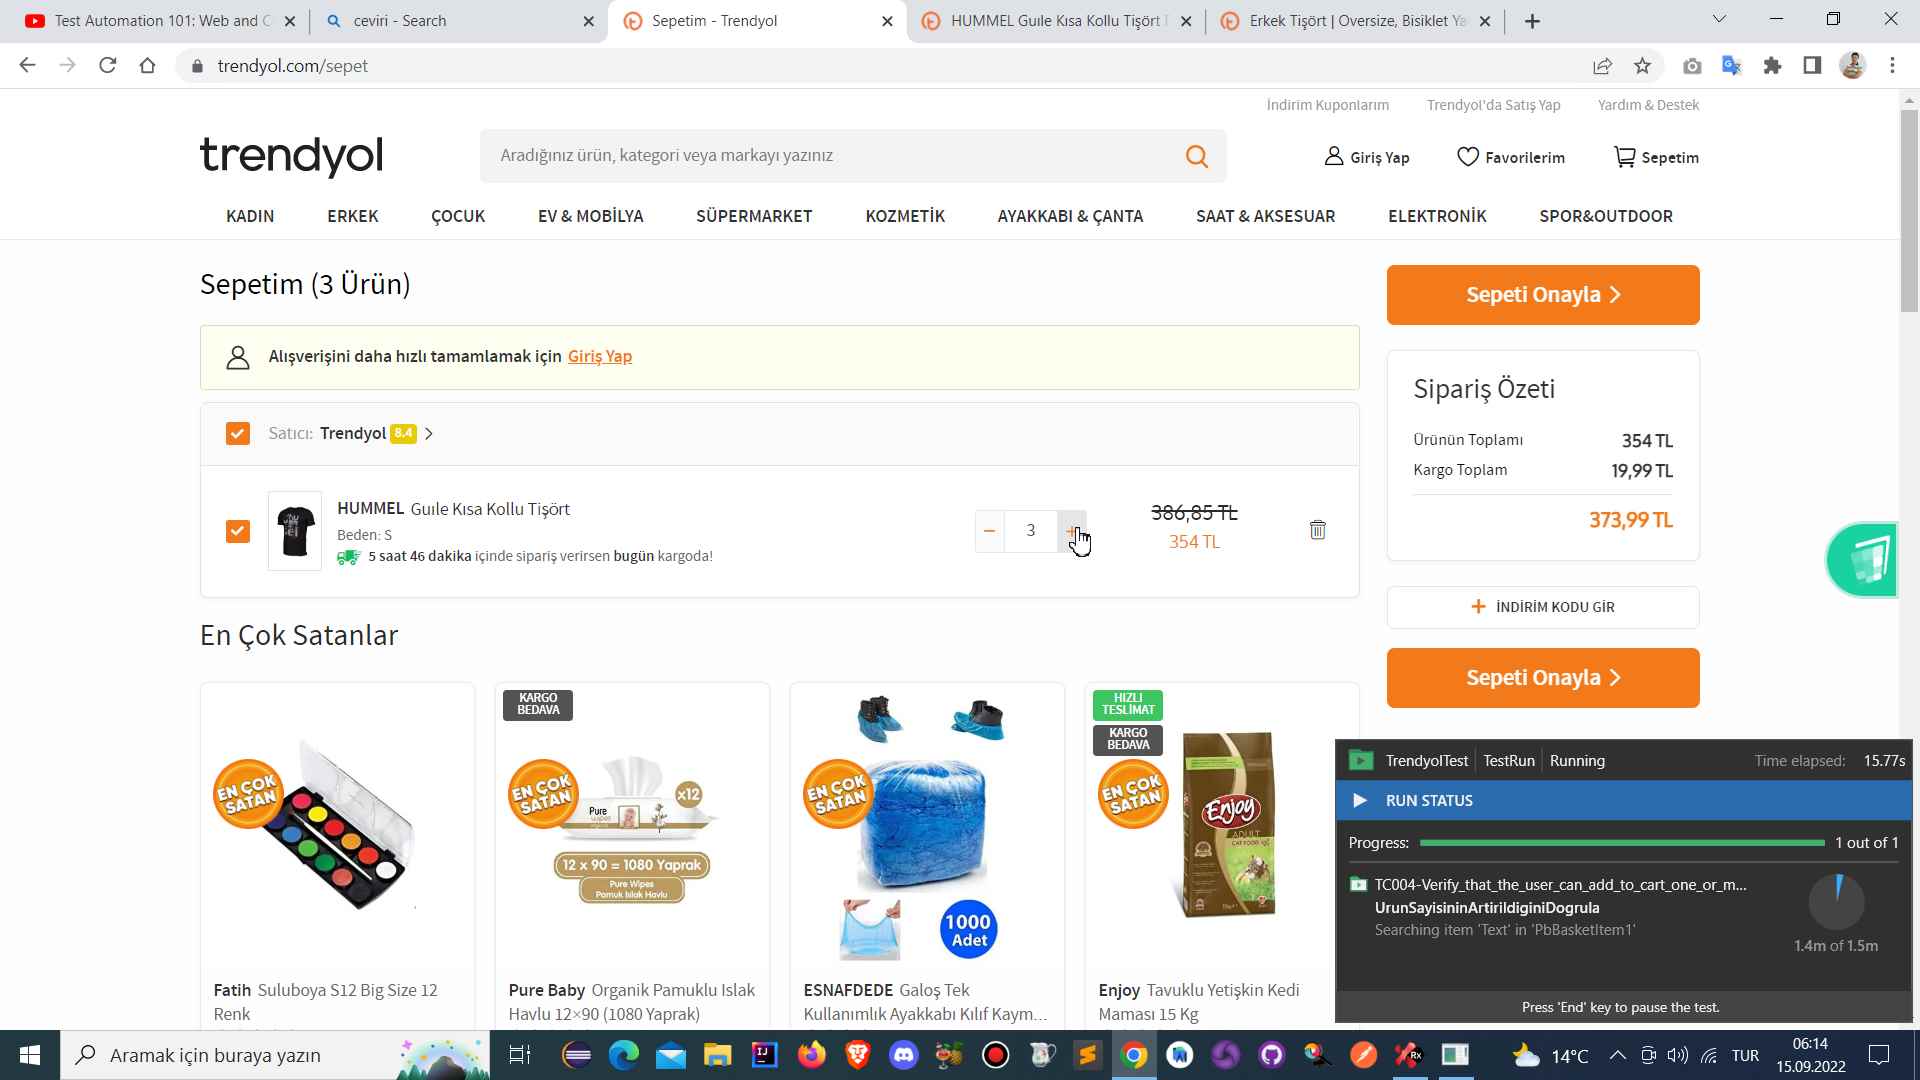 Test Automation 101: Web and C
ceviri - Search
Sepetim - Trendyol
HUMMEL Guıle Kısa Kollu Tişört
Erkek Tişört | Oversize, Bisiklet Ya
trendyol.com/sepet
İndirim Kuponlarım
Trendyol'da Satış Yap
Yardım & Destek
trendyol
Aradığınız ürün, kategori veya markayı yazınız
Giriş Yap
Favorilerim
Sepetim
KADIN
ERKEK
ÇOCUK
EV & MOBİLYA
SÜPERMARKET
KOZMETİK
AYAKKABI & ÇANTA
SAAT & AKSESUAR
ELEKTRONİK
SPOR&OUTDOOR
Sepetim (3 Ürün)
Alışverişini daha hızlı tamamlamak için Giriş Yap
Satıcı: Trendyol 8.4
HUMMEL Guıle Kısa Kollu Tişört
Beden: S
5 saat 46 dakika içinde sipariş verirsen bugün kargoda!
− 3 +
386,85 TL
354 TL
Sepeti Onayla
Sipariş Özeti
Ürünün Toplamı 354 TL
Kargo Toplam 19,99 TL
373,99 TL
+ İNDİRİM KODU GİR
Sepeti Onayla
En Çok Satanlar
EN ÇOK
SATAN
Fatih Suluboya S12 Big Size 12
Renk
KARGO
BEDAVA
EN ÇOK
SATAN
x12
Pure
wipes
12 x 90 = 1080 Yaprak
Pure Wipes
Pamuk Islak Havlu
Pure Baby Organik Pamuklu Islak
Havlu 12×90 (1080 Yaprak)
EN ÇOK
SATAN
1000
Adet
ESNAFDEDE Galoş Tek
Kullanımlık Ayakkabı Kılıf Kaym...
HIZLI
TESLİMAT
KARGO
BEDAVA
EN ÇOK
SATAN
Enjoy
ADULT
CAT FOOD
Enjoy Tavuklu Yetişkin Kedi
Maması 15 Kg
TrendyolTest
TestRun
Running
Time elapsed: 15.77s
RUN STATUS
Progress: 1 out of 1
TC004-Verify_that_the_user_can_add_to_cart_one_or_m...
UrunSayisininArtirildiginiDogrula
Searching item 'Text' in 'PbBasketItem1'
1.4m of 1.5m
Press 'End' key to pause the test.
Aramak için buraya yazın
14°C
TUR
06:14
15.09.2022